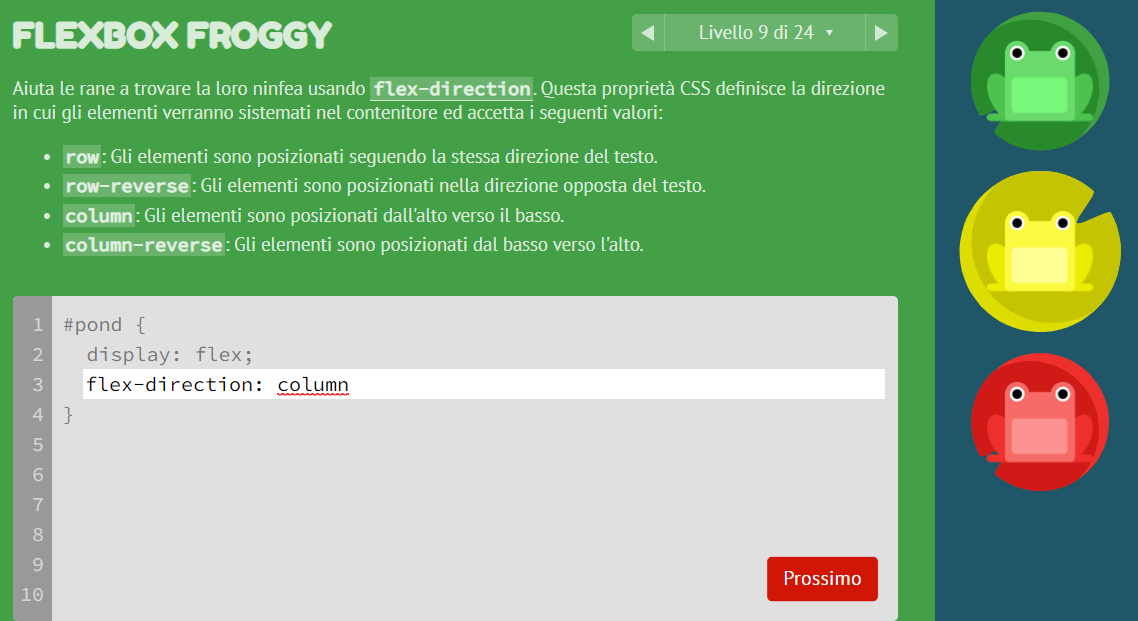 FLEXBOX FROGGY
◀ Livello 9 di 24 ▾ ▶
Aiuta le rane a trovare la loro ninfea usando flex-direction. Questa proprietà CSS definisce la direzione
in cui gli elementi verranno sistemati nel contenitore ed accetta i seguenti valori:
• row: Gli elementi sono posizionati seguendo la stessa direzione del testo.
• row-reverse: Gli elementi sono posizionati nella direzione opposta del testo.
• column: Gli elementi sono posizionati dall'alto verso il basso.
• column-reverse: Gli elementi sono posizionati dal basso verso l'alto.
1 #pond {
2 display: flex;
3 flex-direction: column
4 }
5
6
7
8
9
10
Prossimo